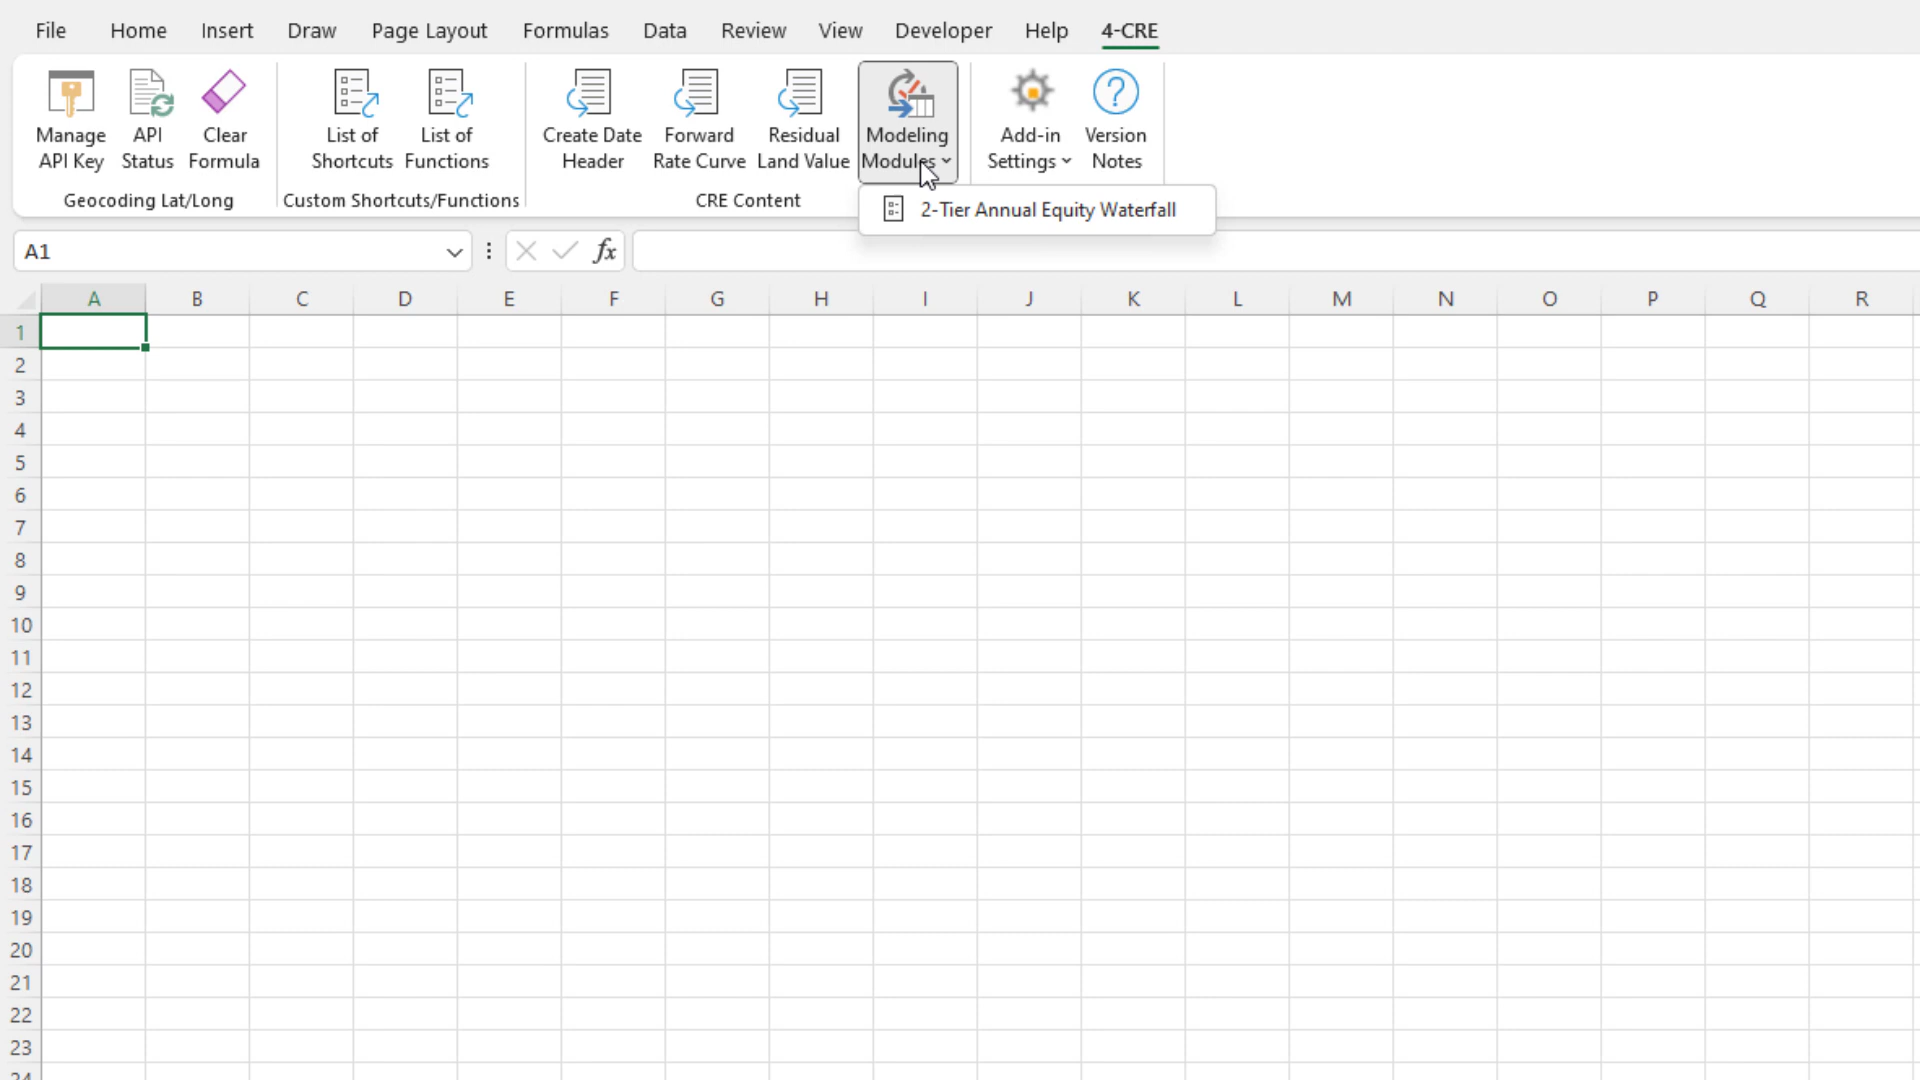 File Home Insert Draw Page Layout Formulas Data Review View Developer Help 4-CRE
Manage API Key
API Status
Clear Formula
List of Shortcuts
List of Functions
Create Date Header
Forward Rate Curve
Residual Land Value
Modeling Modules
Add-in Settings
Version Notes
Geocoding Lat/Long Custom Shortcuts/Functions CRE Content
2-Tier Annual Equity Waterfall
A1 fx
A B C D E F G H I J K L M N O P Q R
1
2
3
4
5
6
7
8
9
10
11
12
13
14
15
16
17
18
19
20
21
22
23
24